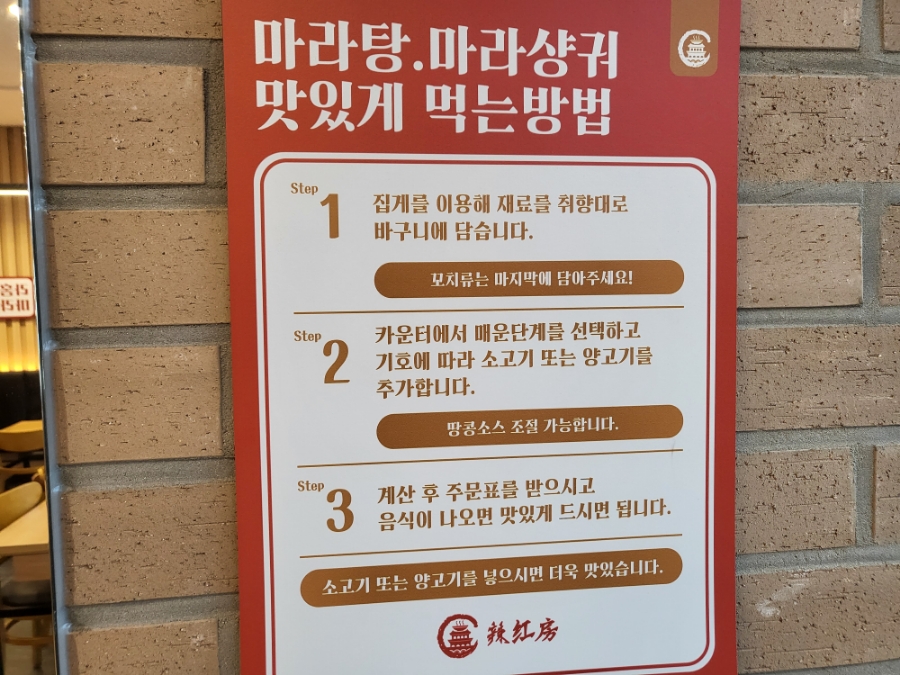 마라탕.마라샹궈
맛있게 먹는방법
Step 1
집게를 이용해 재료를 취향대로
바구니에 담습니다.
꼬치류는 마지막에 담아주세요!
Step 2
카운터에서 매운단계를 선택하고
기호에 따라 소고기 또는 양고기를
추가합니다.
땅콩소스 조절 가능합니다.
Step 3
계산 후 주문표를 받으시고
음식이 나오면 맛있게 드시면 됩니다.
소고기 또는 양고기를 넣으시면 더욱 맛있습니다.
辣红房